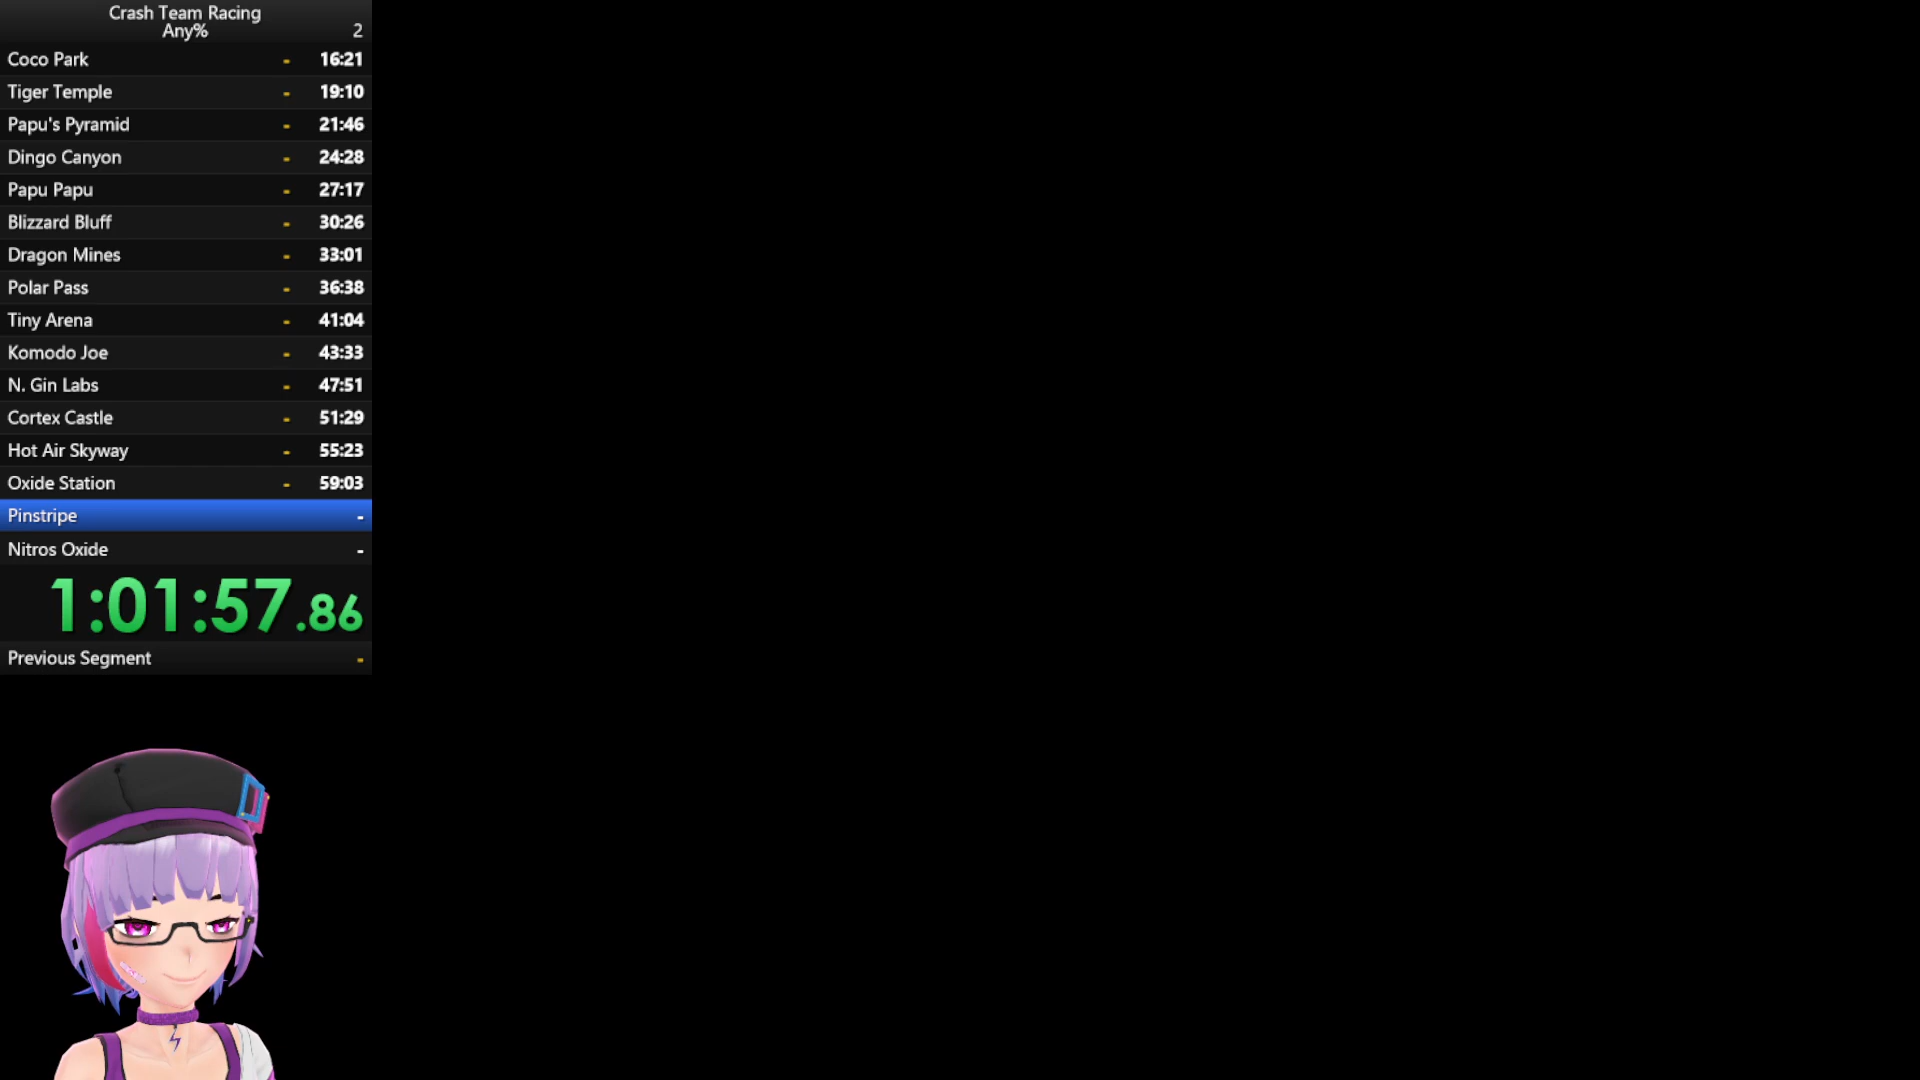 Crash Team Racing
Any% 2
Coco Park - 16:21
Tiger Temple - 19:10
Papu's Pyramid - 21:46
Dingo Canyon - 24:28
Papu Papu - 27:17
Blizzard Bluff - 30:26
Dragon Mines - 33:01
Polar Pass - 36:38
Tiny Arena - 41:04
Komodo Joe - 43:33
N. Gin Labs - 47:51
Cortex Castle - 51:29
Hot Air Skyway - 55:23
Oxide Station - 59:03
Pinstripe -
Nitros Oxide -
1:01:57.86
Previous Segment -